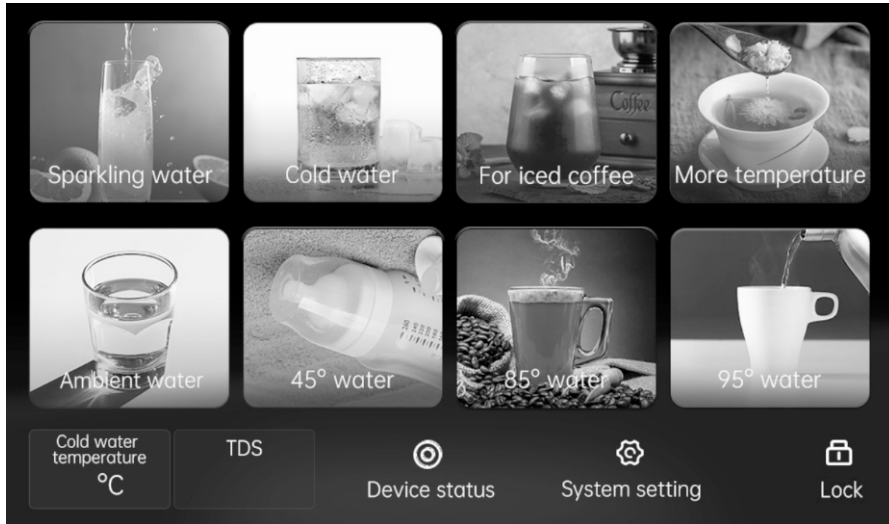 Sparkling water
Cold water
Coffee
For iced coffee
More temperature
Ambient water
45° water
85° water
95° water
Cold water
temperature
°C
TDS
Device status
System setting
Lock